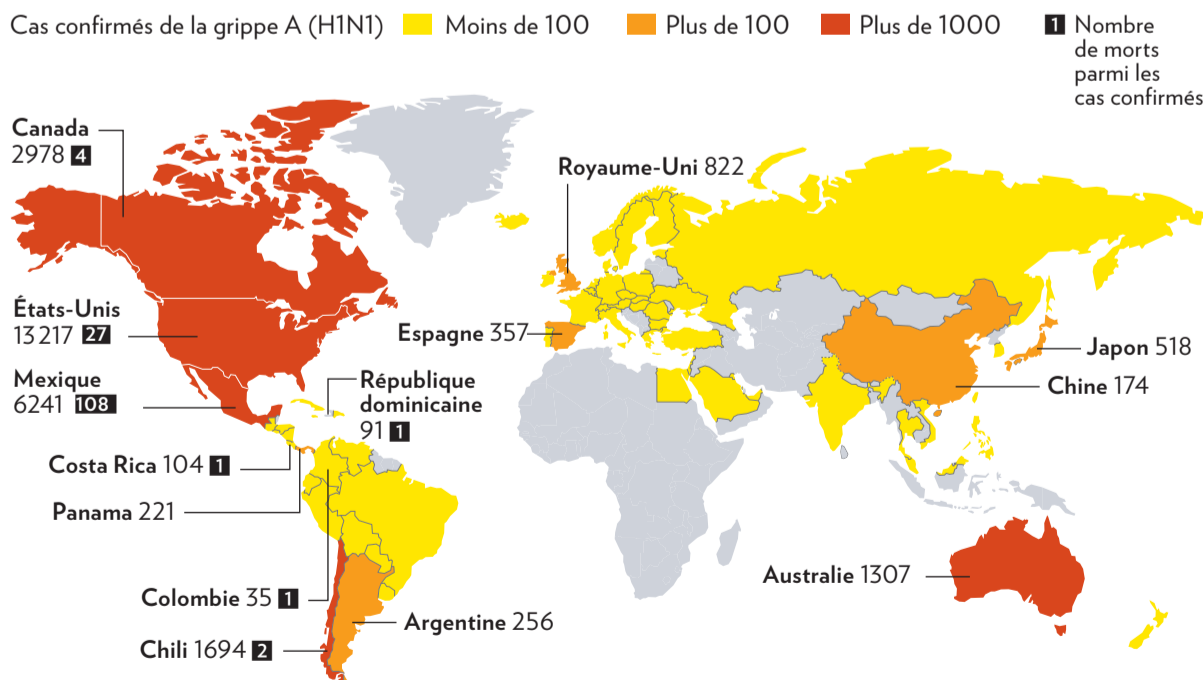 Cas confirmés de la grippe A (H1N1)
Moins de 100
Plus de 100
Plus de 1000
1 Nombre
de morts
parmi les
cas confirmés
Canada
2978 4
Royaume-Uni 822
États-Unis
13 217 27
Espagne 357
Japon 518
Mexique
6241 108
République
dominicaine
91 1
Chine 174
Costa Rica 104 1
Panama 221
Australie 1307
Colombie 35 1
Argentine 256
Chili 1694 2